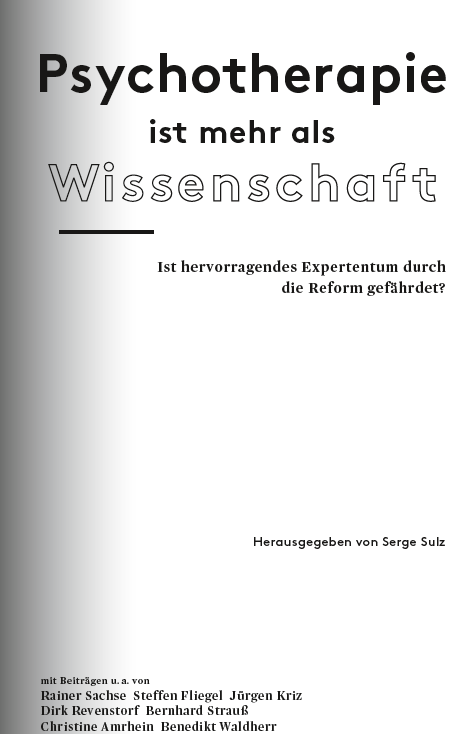 Psychotherapie
ist mehr als
Wissenschaft
Ist hervorragendes Expertentum durch
die Reform gefährdet?
Herausgegeben von Serge Sulz
mit Beiträgen u. a. von
Rainer Sachse Steffen Fliegel Jürgen Kriz
Dirk Revenstorf Bernhard Strauß
Christine Amrhein Benedikt Waldherr